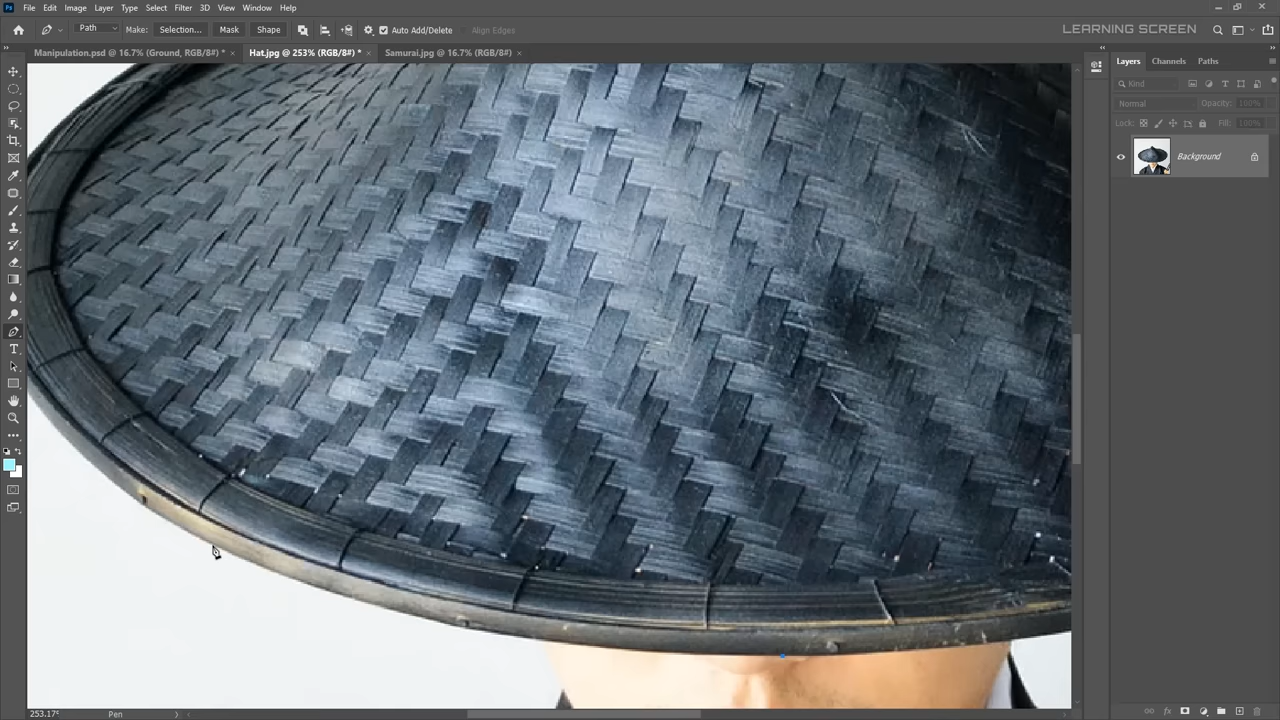 Ps File Edit Image Layer Type Select Filter 3D View Window Help
Path Make: Selection... Mask Shape Auto Add/Delete Align Edges LEARNING SCREEN
Manipulation.psd @ 16.7% (Ground, RGB/8#) * × Hat.jpg @ 253% (RGB/8#) * × Samurai.jpg @ 16.7% (RGB/8#) ×
Layers Channels Paths
Kind
Normal Opacity: 100%
Lock: Fill: 100%
Background
253.17% Pen